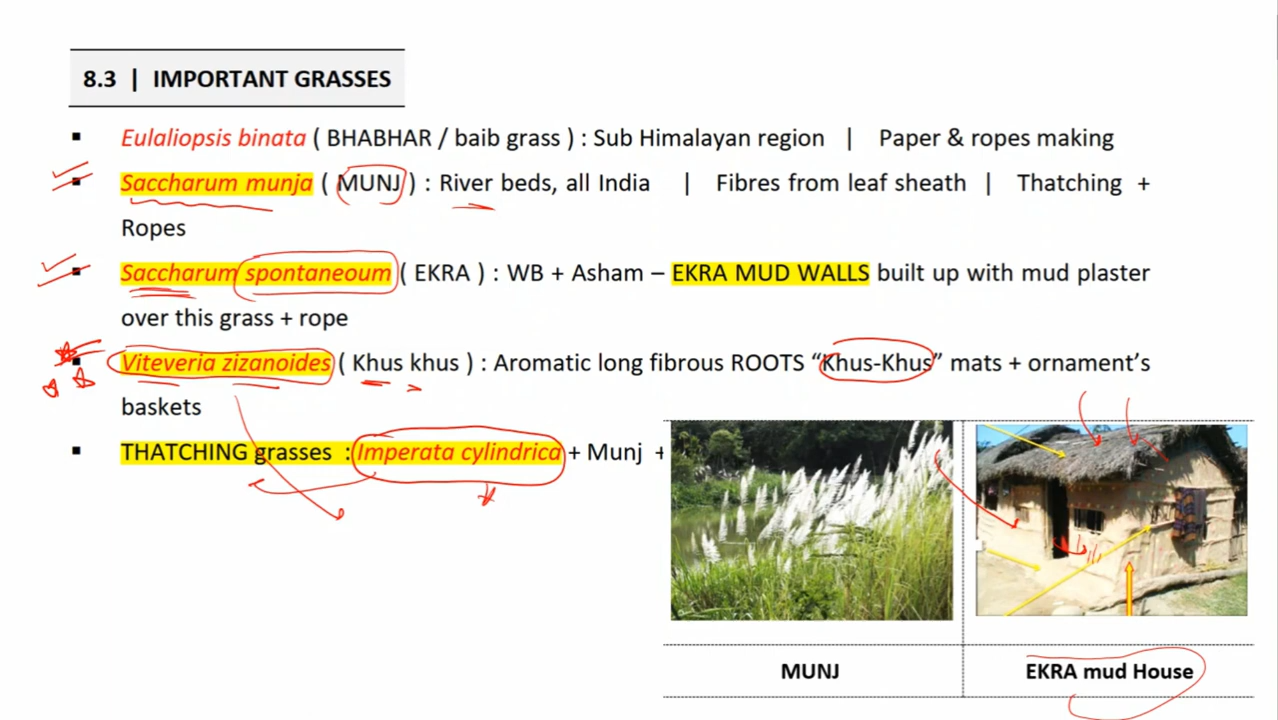 8.3 | IMPORTANT GRASSES
▪ Eulaliopsis binata ( BHABHAR / baib grass ) : Sub Himalayan region | Paper & ropes making
▪ Saccharum munja ( MUNJ ) : River beds, all India | Fibres from leaf sheath | Thatching +
Ropes
▪ Saccharum spontaneoum ( EKRA ) : WB + Asham – EKRA MUD WALLS built up with mud plaster
over this grass + rope
▪ Viteveria zizanoides ( Khus khus ) : Aromatic long fibrous ROOTS “Khus-Khus” mats + ornament’s
baskets
▪ THATCHING grasses : Imperata cylindrica + Munj +
MUNJ
EKRA mud House